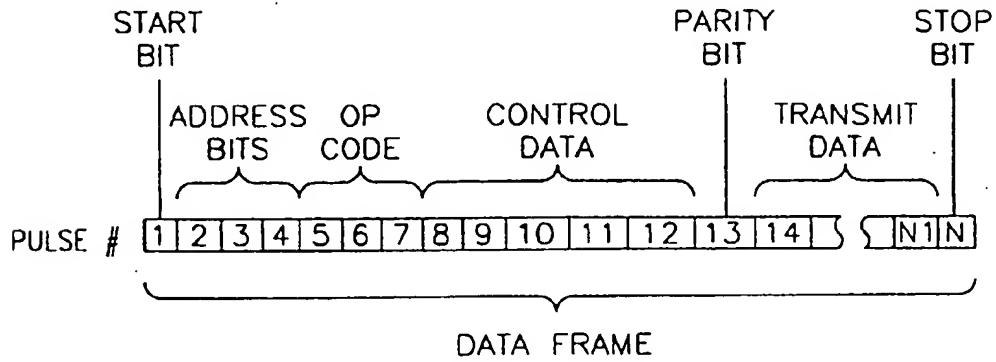 START BIT
PARITY BIT
STOP BIT
ADDRESS BITS
OP CODE
CONTROL DATA
TRANSMIT DATA
PULSE # 1 2 3 4 5 6 7 8 9 10 11 12 13 14 N1 N
DATA FRAME